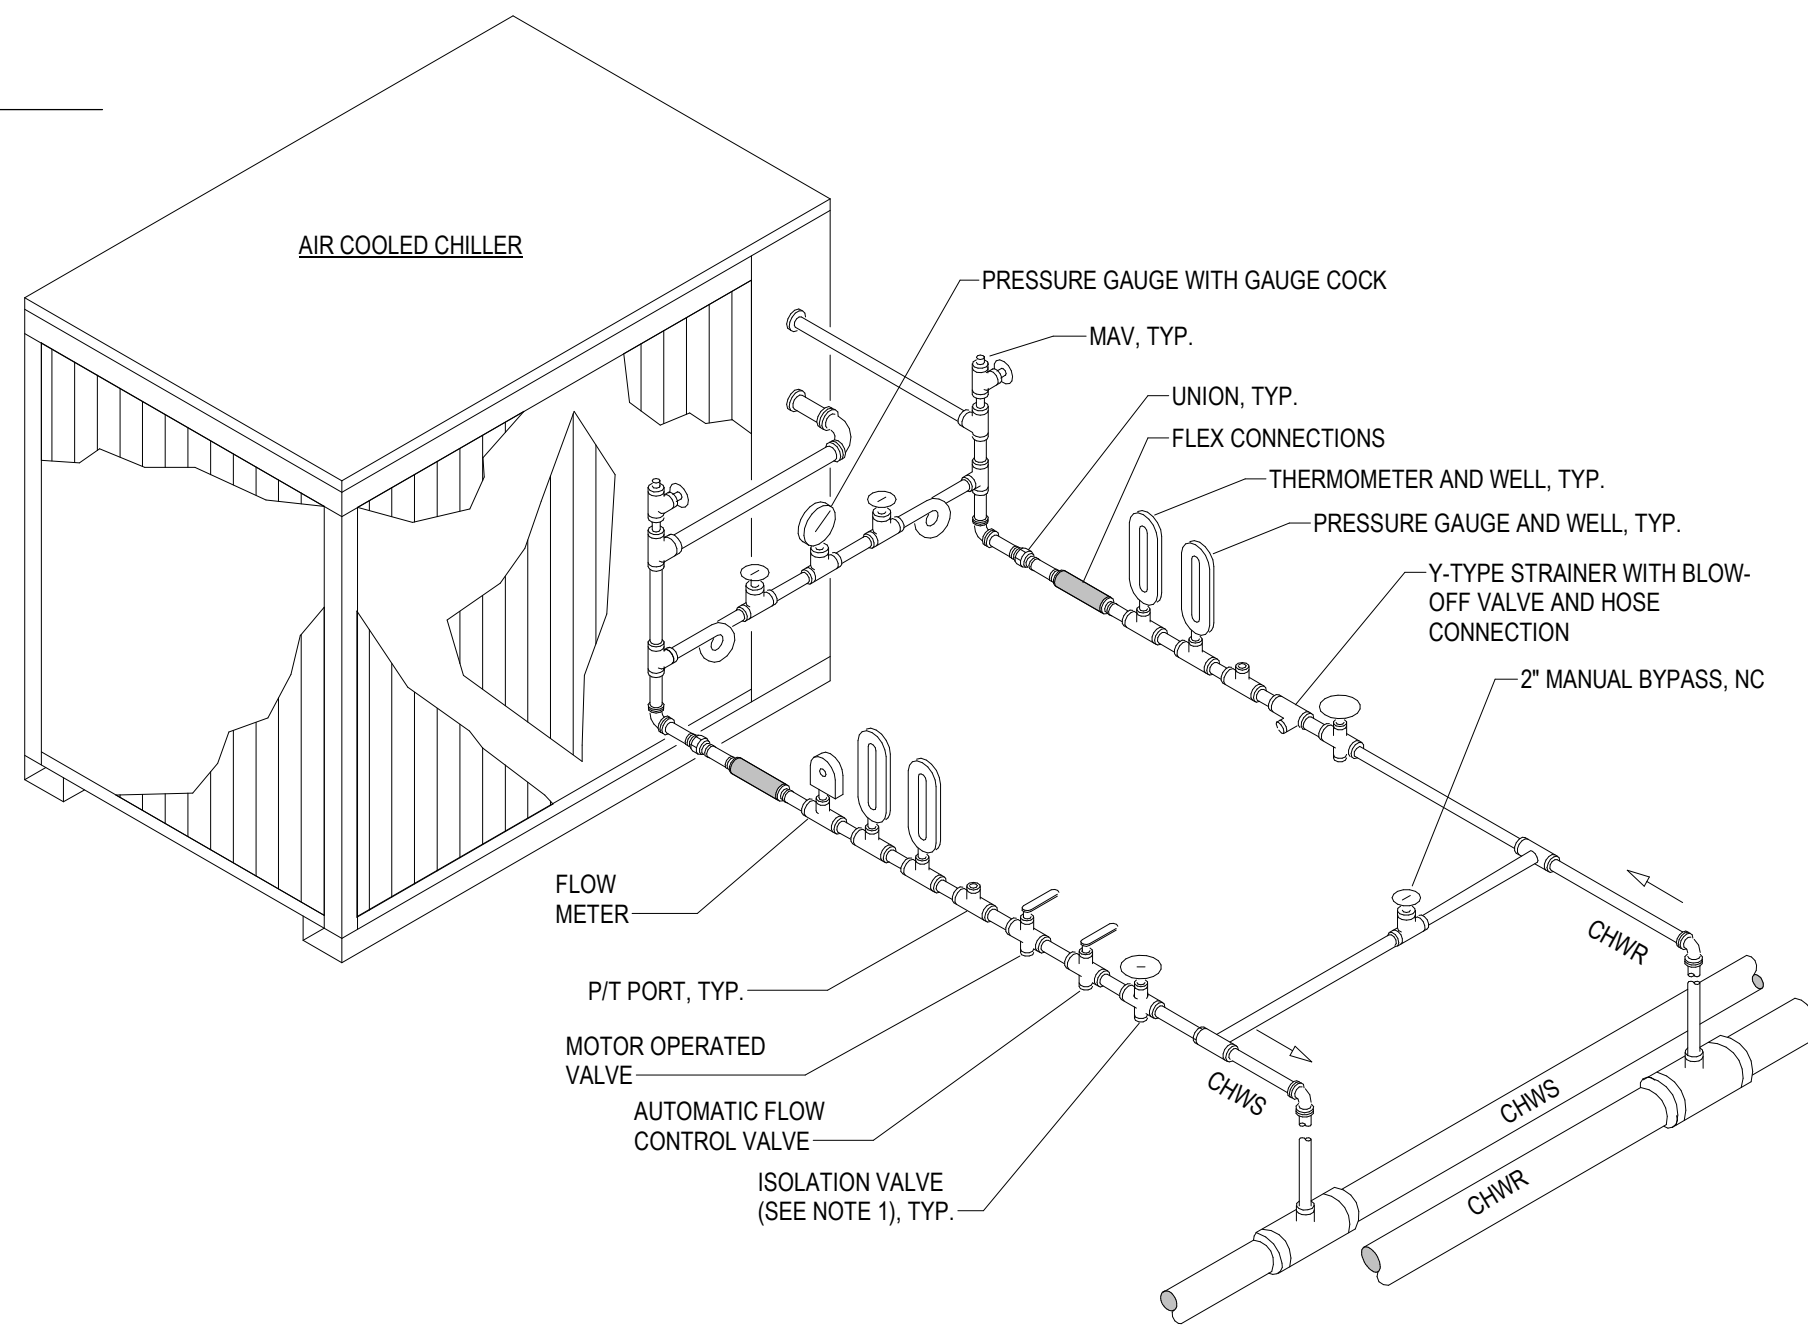 AIR COOLED CHILLER
PRESSURE GAUGE WITH GAUGE COCK
MAV, TYP.
UNION, TYP.
FLEX CONNECTIONS
THERMOMETER AND WELL, TYP.
PRESSURE GAUGE AND WELL, TYP.
Y-TYPE STRAINER WITH BLOW-
OFF VALVE AND HOSE
CONNECTION
2" MANUAL BYPASS, NC
FLOW
METER
P/T PORT, TYP.
MOTOR OPERATED
VALVE
AUTOMATIC FLOW
CONTROL VALVE
ISOLATION VALVE
(SEE NOTE 1), TYP.
CHWR
CHWS
CHWS
CHWR